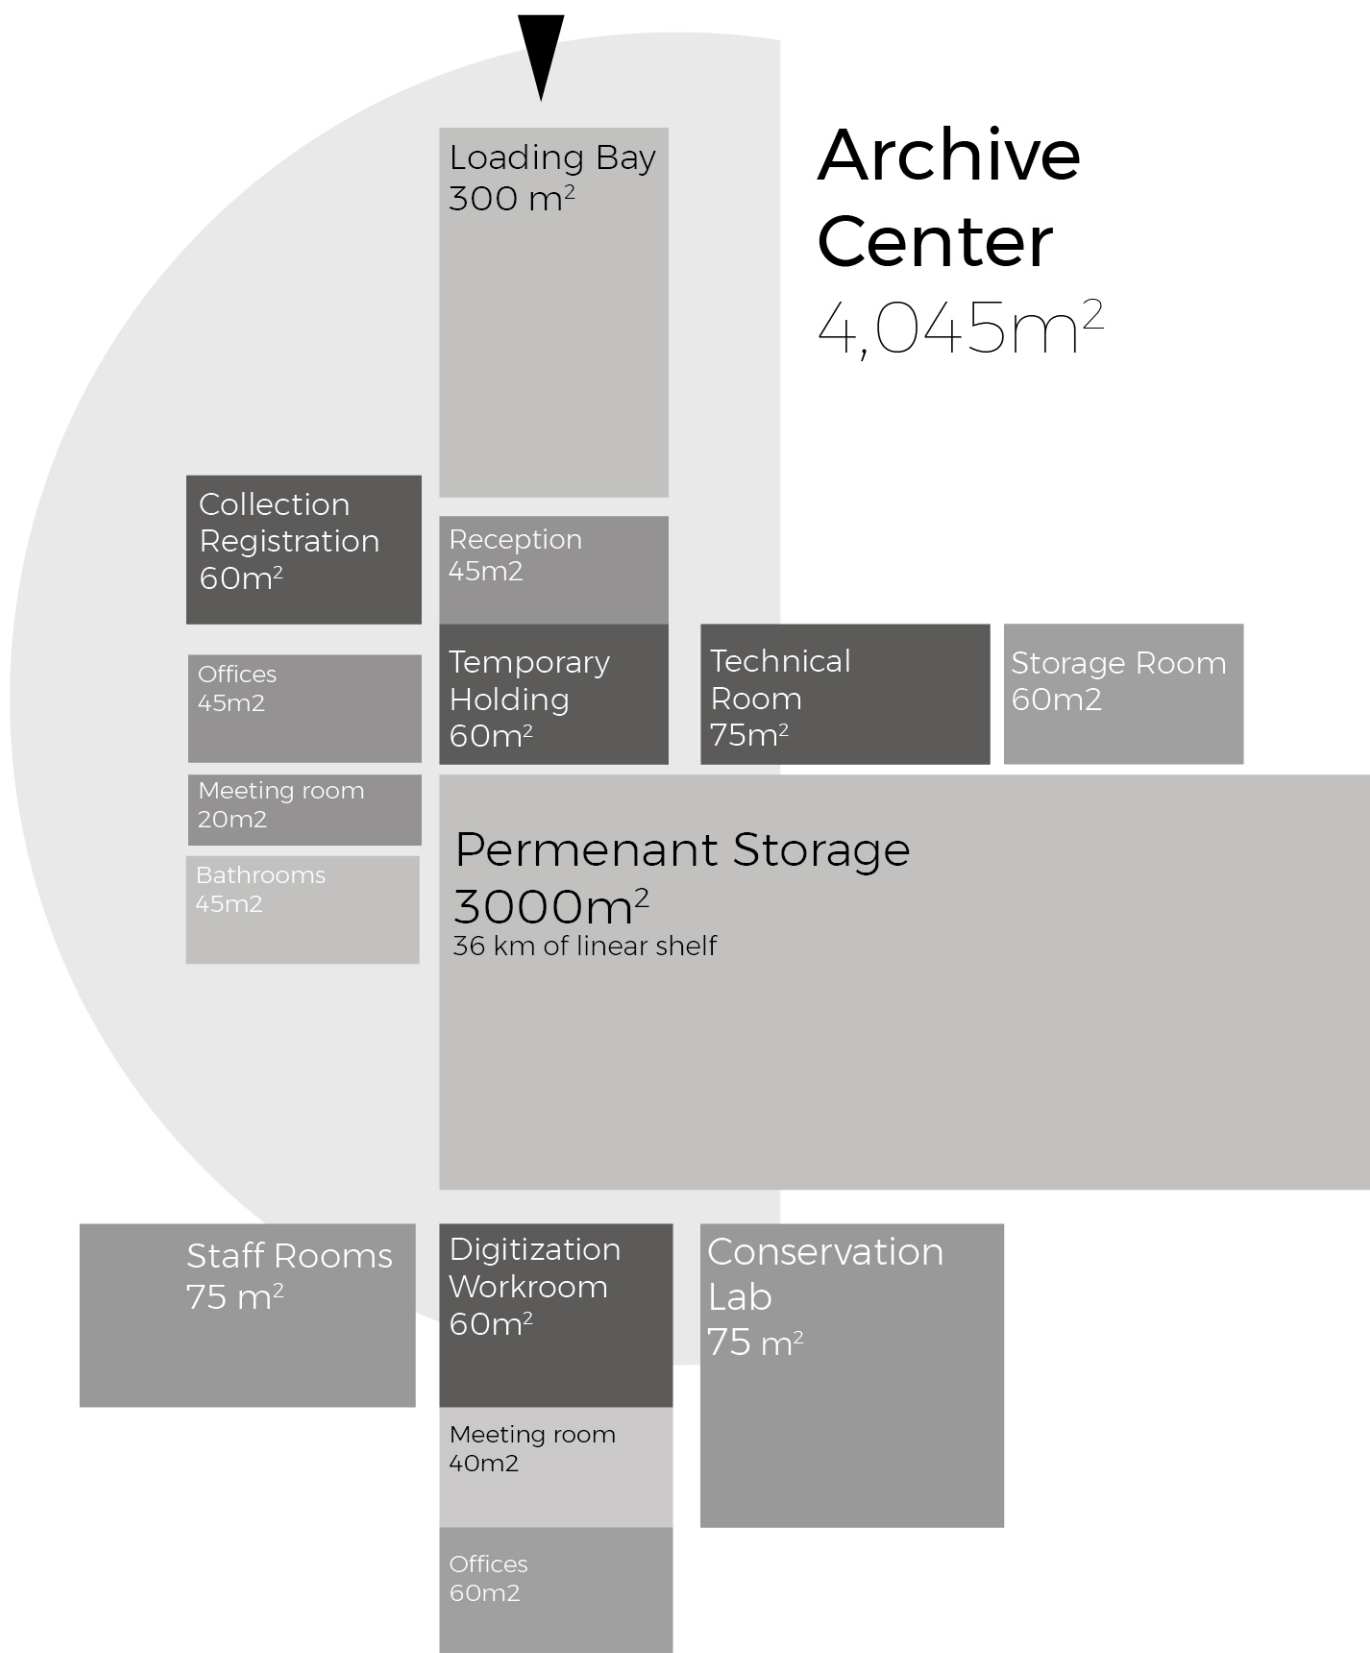 Archive
Center
4,045m²
Loading Bay
300 m²
Collection
Registration
60m²
Reception
45m2
Offices
45m2
Temporary
Holding
60m²
Technical
Room
75m²
Storage Room
60m2
Meeting room
20m2
Bathrooms
45m2
Permenant Storage
3000m²
36 km of linear shelf
Staff Rooms
75 m²
Digitization
Workroom
60m²
Conservation
Lab
75 m²
Meeting room
40m2
Offices
60m2